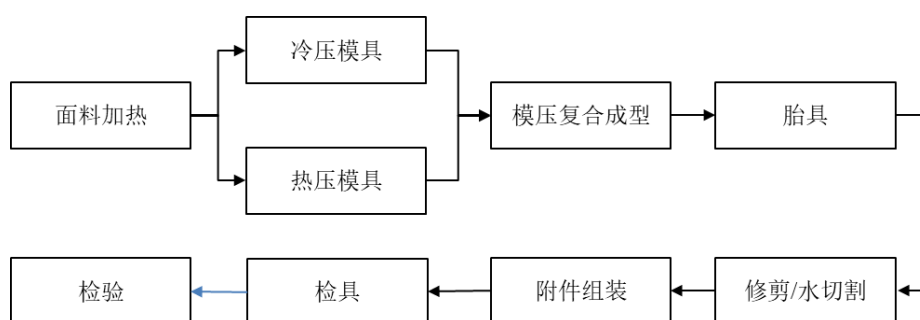 面料加热
冷压模具
热压模具
模压复合成型
胎具
修剪/水切割
附件组装
检具
检验